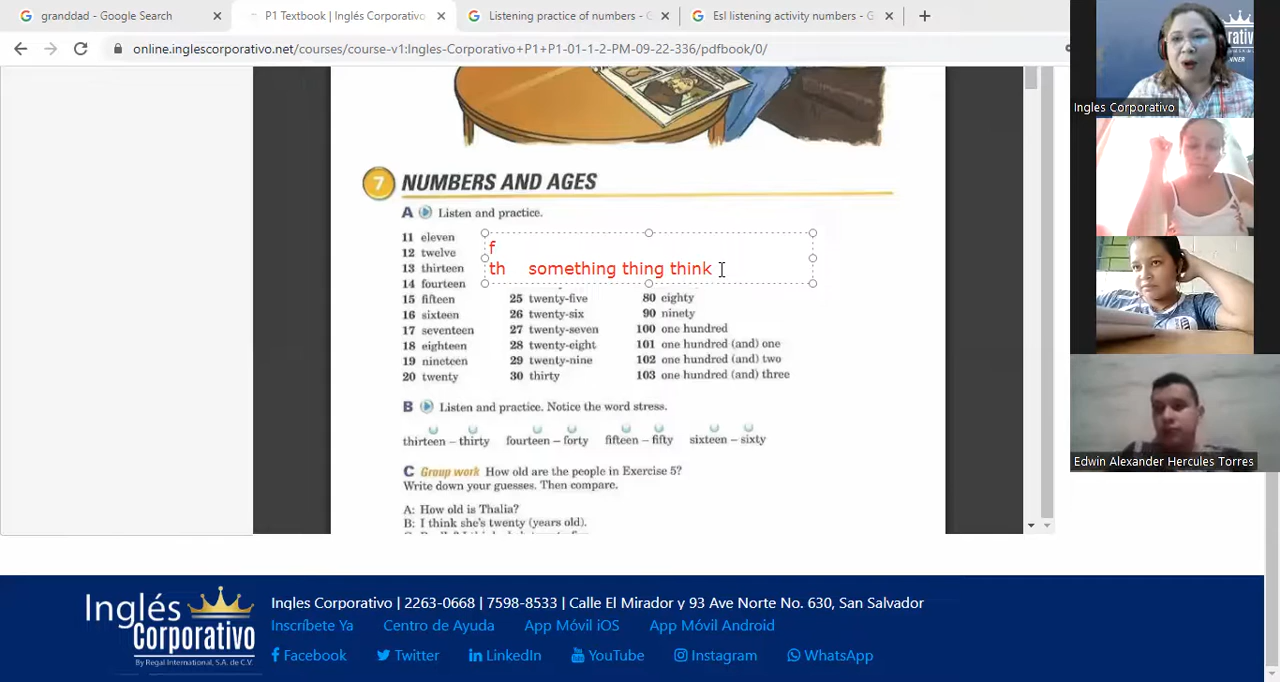 granddad - Google Search
P1 Textbook | Inglés Corporativo
Listening practice of numbers - G
Esl listening activity numbers - G
online.inglescorporativo.net/courses/course-v1:Ingles-Corporativo+P1+P1-01-1-2-PM-09-22-336/pdfbook/0/
7 NUMBERS AND AGES
A Listen and practice.
f
th something thing think
11 eleven
12 twelve
13 thirteen
14 fourteen
15 fifteen
16 sixteen
17 seventeen
18 eighteen
19 nineteen
20 twenty
25 twenty-five
26 twenty-six
27 twenty-seven
28 twenty-eight
29 twenty-nine
30 thirty
80 eighty
90 ninety
100 one hundred
101 one hundred (and) one
102 one hundred (and) two
103 one hundred (and) three
B Listen and practice. Notice the word stress.
thirteen – thirty fourteen – forty fifteen – fifty sixteen – sixty
C Group work How old are the people in Exercise 5?
Write down your guesses. Then compare.
A: How old is Thalia?
B: I think she's twenty (years old).
Ingles Corporativo
Edwin Alexander Hercules Torres
Inglés
Corporativo
By Regal International, S.A. de C.V.
Ingles Corporativo | 2263-0668 | 7598-8533 | Calle El Mirador y 93 Ave Norte No. 630, San Salvador
Inscríbete Ya Centro de Ayuda App Móvil iOS App Móvil Android
Facebook Twitter LinkedIn YouTube Instagram WhatsApp